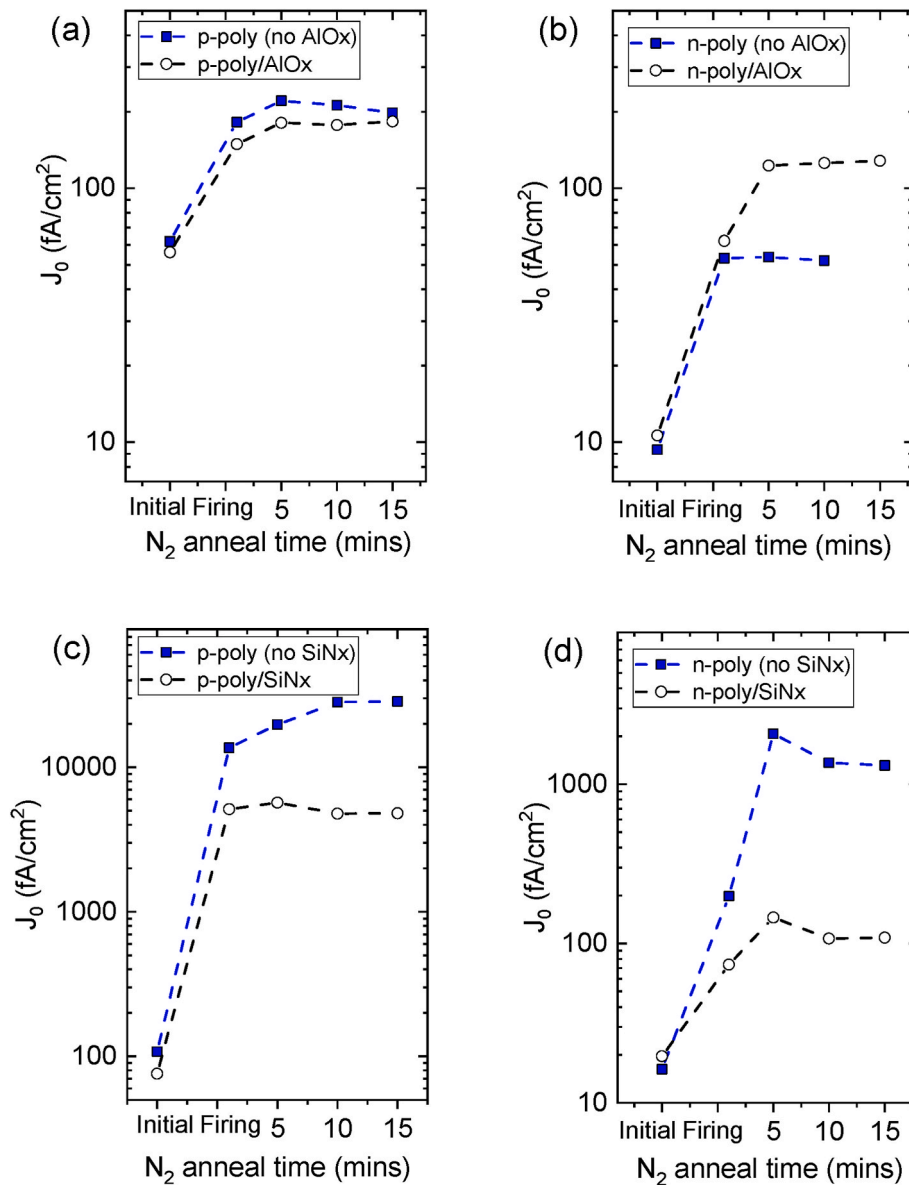 (a)
p-poly (no AlOx)
p-poly/AlOx
100
10
J₀ (fA/cm²)
Initial Firing 5 10 15
N₂ anneal time (mins)
(b)
n-poly (no AlOx)
n-poly/AlOx
100
10
J₀ (fA/cm²)
Initial Firing 5 10 15
N₂ anneal time (mins)
(c)
p-poly (no SiNx)
p-poly/SiNx
10000
1000
100
J₀ (fA/cm²)
Initial Firing 5 10 15
N₂ anneal time (mins)
(d)
n-poly (no SiNx)
n-poly/SiNx
1000
100
10
J₀ (fA/cm²)
Initial Firing 5 10 15
N₂ anneal time (mins)